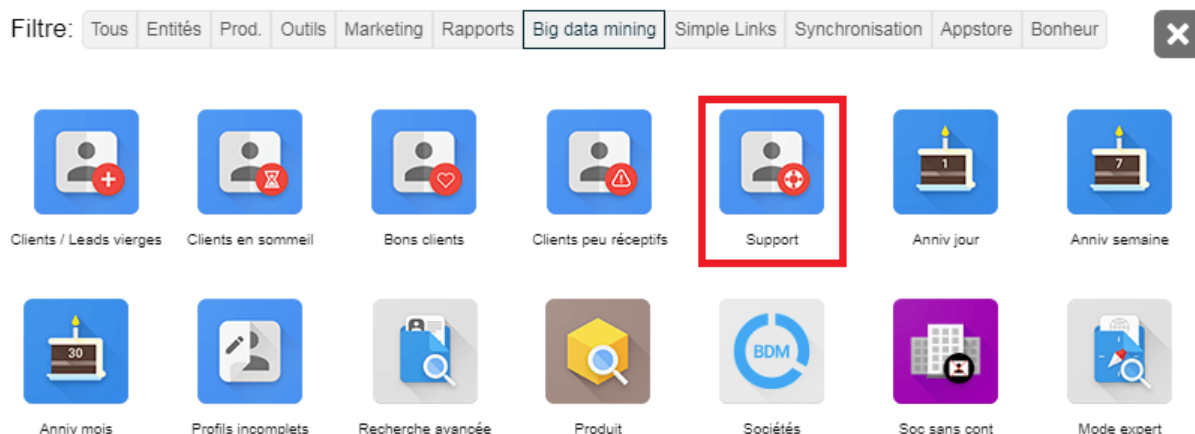 Filtre: Tous Entités Prod. Outils Marketing Rapports Big data mining Simple Links Synchronisation Appstore Bonheur
1 7
Clients / Leads vierges Clients en sommeil Bons clients Clients peu réceptifs Support Anniv jour Anniv semaine
30 BDM
Anniv mois Profils incomplets Recherche avancée Produit Sociétés Soc sans cont Mode expert